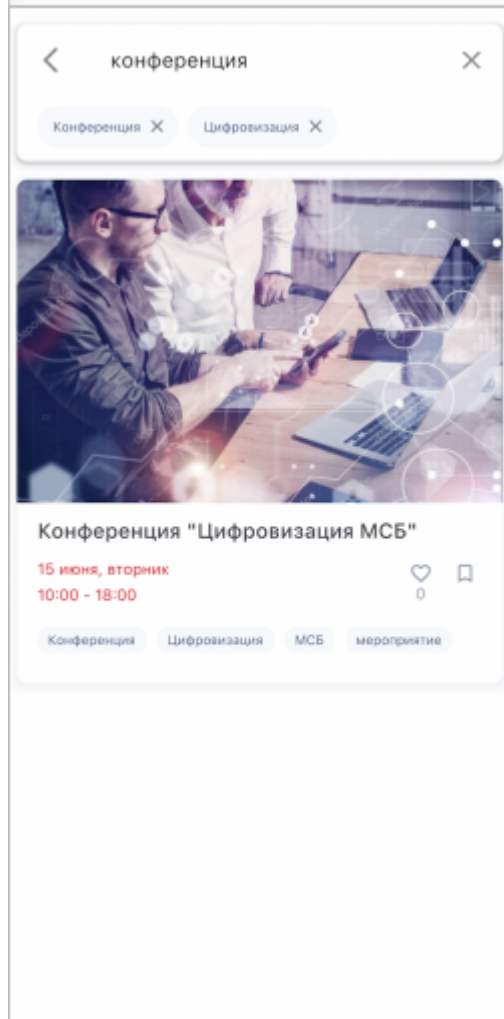 конференция
Конференция
Цифровизация
Конференция "Цифровизация МСБ"
15 июня, вторник
10:00 - 18:00
0
Конференция Цифровизация МСБ мероприятие